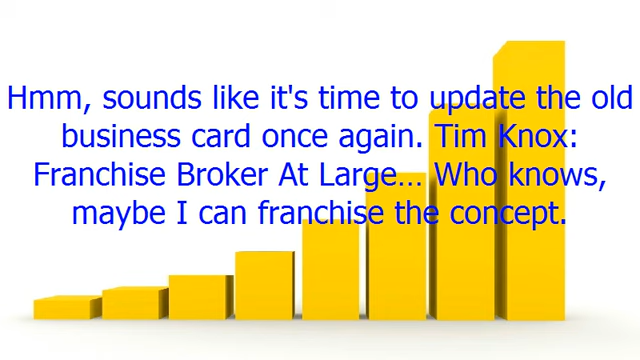 Hmm, sounds like it's time to update the old
business card once again. Tim Knox:
Franchise Broker At Large... Who knows,
maybe I can franchise the concept.